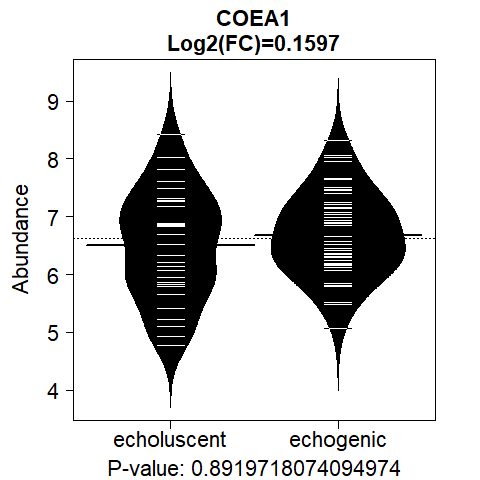 COEA1
Log2(FC)=0.1597
Abundance
9
8
7
6
5
4
echoluscent echogenic
P-value: 0.8919718074094974